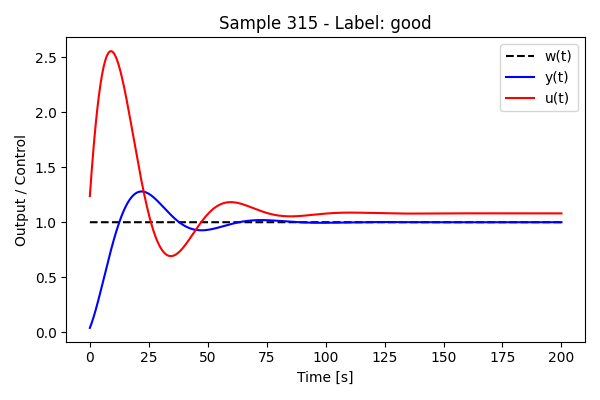 Sample 315 - Label: good
w(t)
y(t)
u(t)
Output / Control
2.5
2.0
1.5
1.0
0.5
0.0
0 25 50 75 100 125 150 175 200
Time [s]